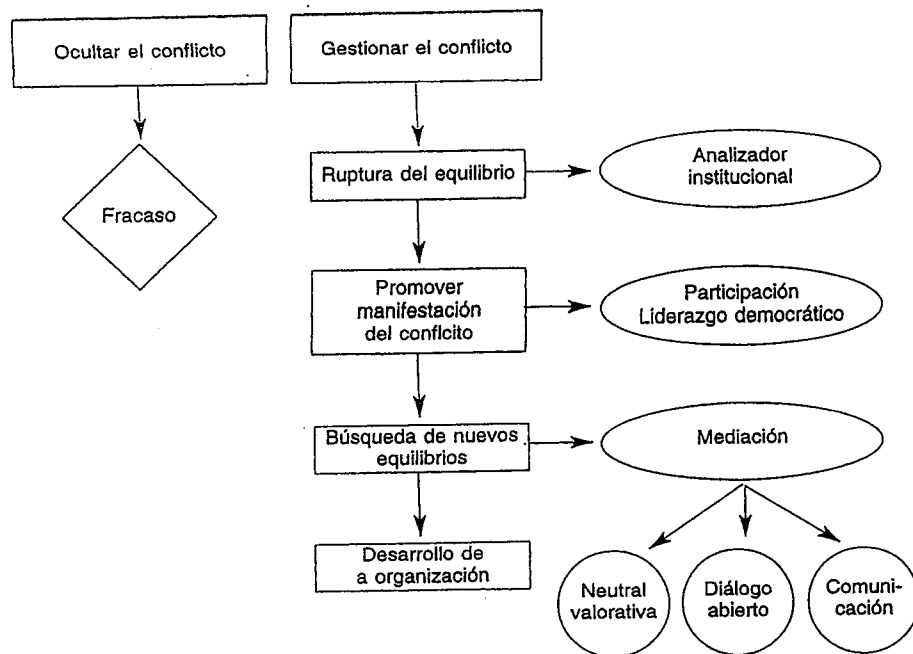 Ocultar el conflicto
Gestionar el conflicto
Fracaso
Ruptura del equilibrio
Analizador
institucional
Promover
manifestación
del conflcito
Participación
Liderazgo democrático
Búsqueda de nuevos
equilibrios
Mediación
Desarrollo de
a organización
Neutral
valorativa
Diálogo
abierto
Comuni-
cación